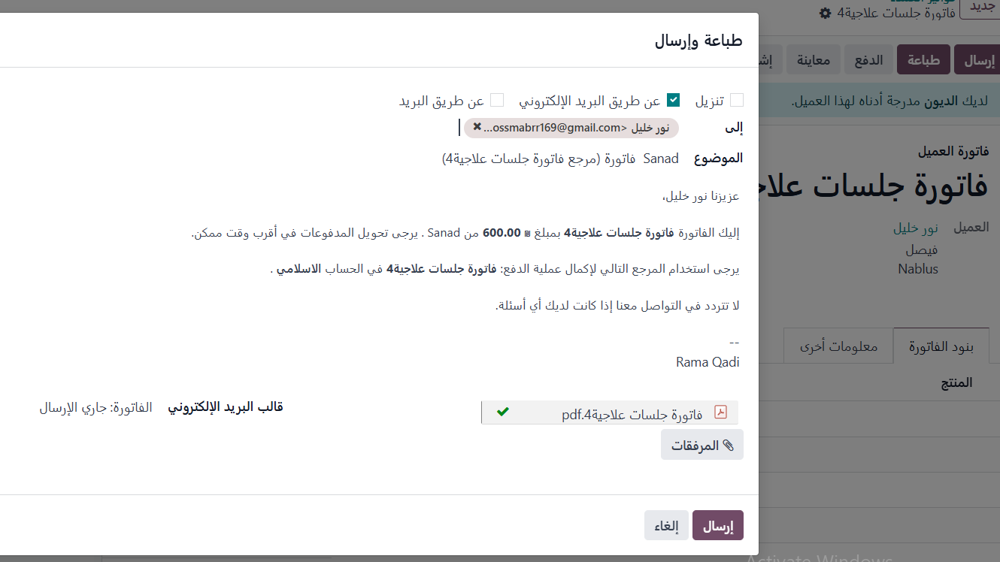 جديد
فاتورة جلسات علاجية4
إرسال
طباعة
الدفع
معاينة
لديك الديون مدرجة أدناه لهذا العميل.
فاتورة العميل
فاتورة جلسات
العميل
نور خليل
فيصل
Nablus
بنود الفاتورة
معلومات أخرى
المنتج
طباعة وإرسال
تنزيل
عن طريق البريد الإلكتروني
عن طريق البريد
إلى
نور خليل <ossmabrr169@gmail.com...
الموضوع
Sanad فاتورة (مرجع فاتورة جلسات علاجية4)
عزيزنا نور خليل،
إليك الفاتورة فاتورة جلسات علاجية4 بمبلغ 600.00 ₪ من Sanad . يرجى تحويل المدفوعات في أقرب وقت ممكن.
يرجى استخدام المرجع التالي لإكمال عملية الدفع: فاتورة جلسات علاجية4 في الحساب الاسلامي .
لا تتردد في التواصل معنا إذا كانت لديك أي أسئلة.
--
Rama Qadi
فاتورة جلسات علاجية4.pdf
قالب البريد الإلكتروني
الفاتورة: جاري الإرسال
المرفقات
إرسال
إلغاء
Activate Windows